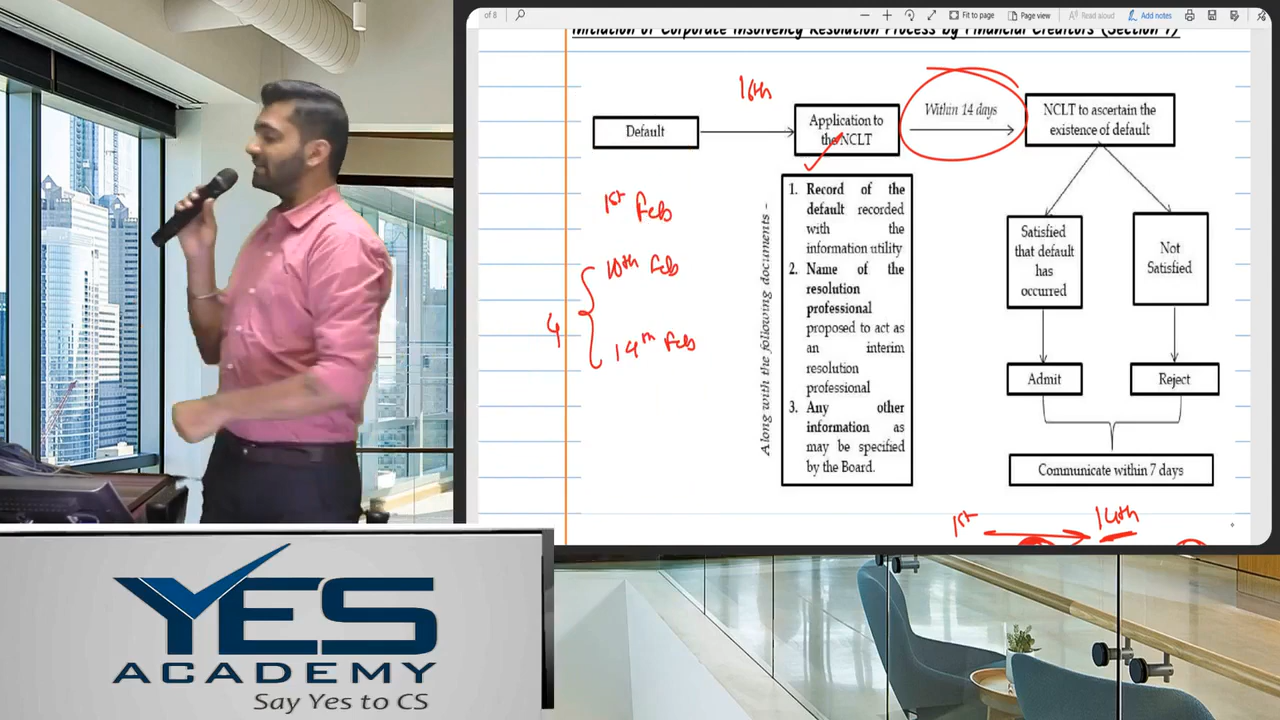 of 8
Fit to page
Page view
Read aloud
Add notes
Initiation of Corporate Insolvency Resolution Process by Financial Creditors (Section 7)
16th
Default
Application to
the NCLT
Within 14 days
NCLT to ascertain the
existence of default
Along with the following documents -
1. Record of the
default recorded
with the
information utility
2. Name of the
resolution
professional
proposed to act as
an interim
resolution
professional
3. Any other
information as
may be specified
by the Board.
1st Feb
10th Feb
4
14th Feb
Satisfied
that default
has
occurred
Not
Satisfied
Admit
Reject
Communicate within 7 days
1st
14th
YES
ACADEMY
Say Yes to CS